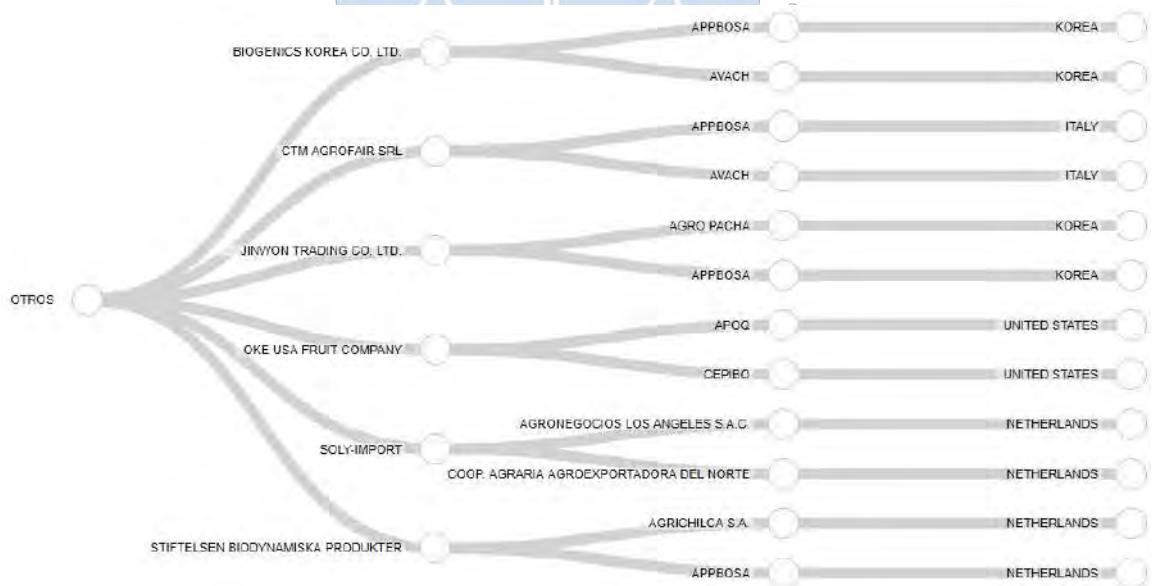 APPBOSA
KOREA
BIOGENICS KOREA CO. LTD.
AVACH
KOREA
APPBOSA
ITALY
CTM AGROFAIR SRL
AVACH
ITALY
AGRO PACHA
KOREA
JINWON TRADING CO. LTD.
APPBOSA
KOREA
OTROS
APOQ
UNITED STATES
OKE USA FRUIT COMPANY
CEPIBO
UNITED STATES
AGRONEGOCIOS LOS ANGELES S.A.C.
NETHERLANDS
SOLY-IMPORT
COOP. AGRARIA AGROEXPORTADORA DEL NORTE
NETHERLANDS
AGRICHILCA S.A.
NETHERLANDS
STIFTELSEN BIODYNAMISKA PRODUKTER
APPBOSA
NETHERLANDS